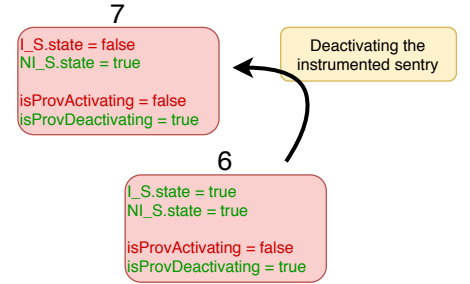 7
I_S.state = false
NI_S.state = true
isProvActivating = false
isProvDeactivating = true
Deactivating the
instrumented sentry
6
I_S.state = true
NI_S.state = true
isProvActivating = false
isProvDeactivating = true